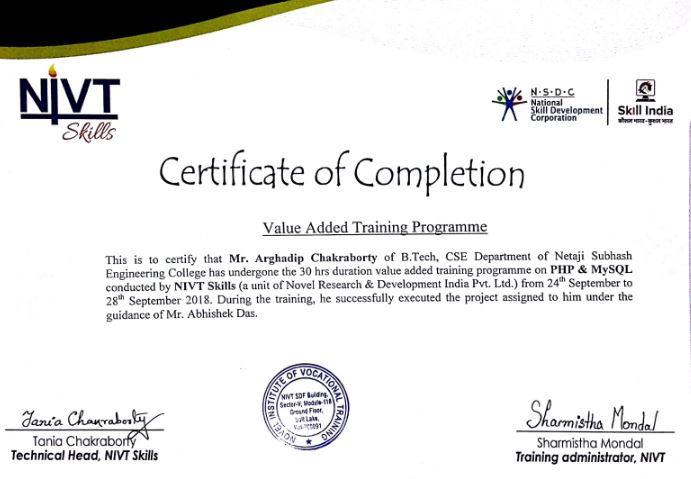 NIVT
Skills
N·S·D·C
National
Skill Development
Corporation
Skill India
कौशल भारत-कुशल भारत
Certificate of Completion
Value Added Training Programme
This is to certify that Mr. Arghadip Chakraborty of B.Tech, CSE Department of Netaji Subhash
Engineering College has undergone the 30 hrs duration value added training programme on PHP & MySQL
conducted by NIVT Skills (a unit of Novel Research & Development India Pvt. Ltd.) from 24th September to
28th September 2018. During the training, he successfully executed the project assigned to him under the
guidance of Mr. Abhishek Das.
NOVEL INSTITUTE OF VOCATIONAL TRAINING
NIVT SDF Building,
Sector-V, Module-118
Ground Floor,
Salt Lake,
Tania Chakraborty
Tania Chakraborty
Technical Head, NIVT Skills
Sharmistha Mondal
Sharmistha Mondal
Training administrator, NIVT